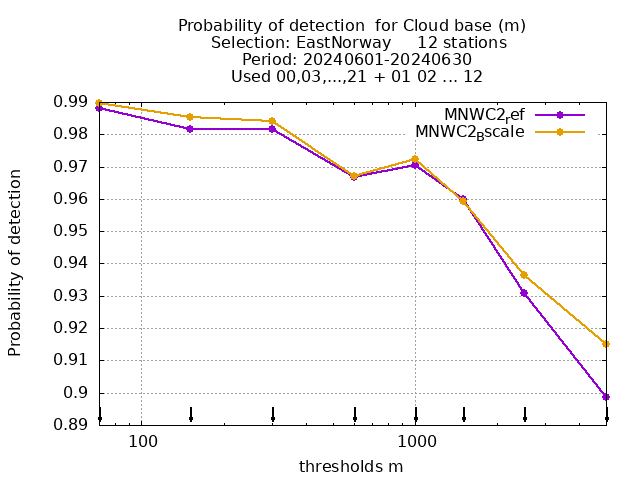 Probability of detection  for Cloud base (m)
Selection: EastNorway     12 stations
Period: 20240601-20240630
Used 00,03,...,21 + 01 02 ... 12
MNWC2ref
MNWC2Bscale
0.99
0.98
0.97
0.96
0.95
0.94
0.93
0.92
0.91
0.9
0.89
Probability of detection
100
1000
thresholds m